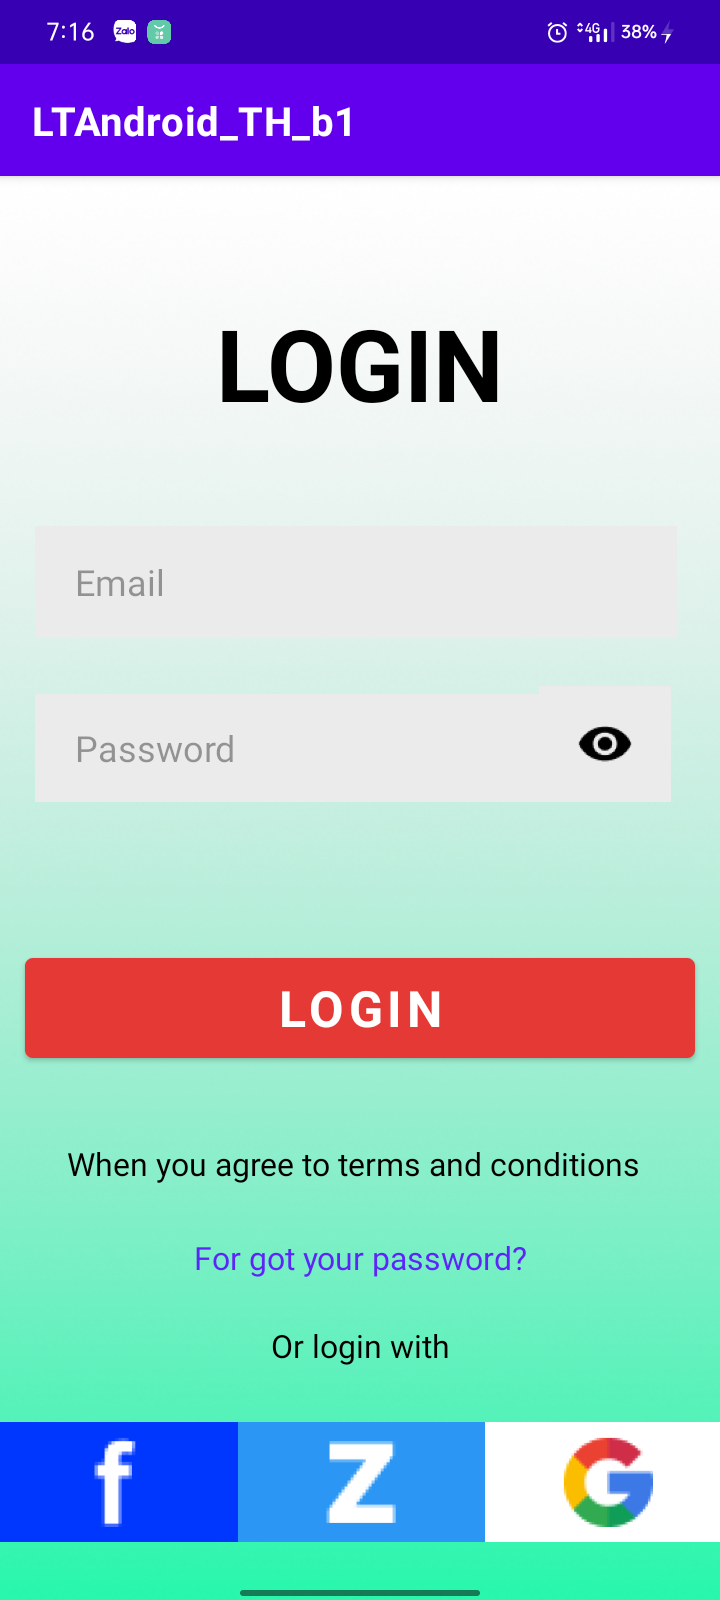 7:16 Zalo 4G 38%
LTAndroid_TH_b1
LOGIN
Email
Password
LOGIN
When you agree to terms and conditions
For got your password?
Or login with
f Z G